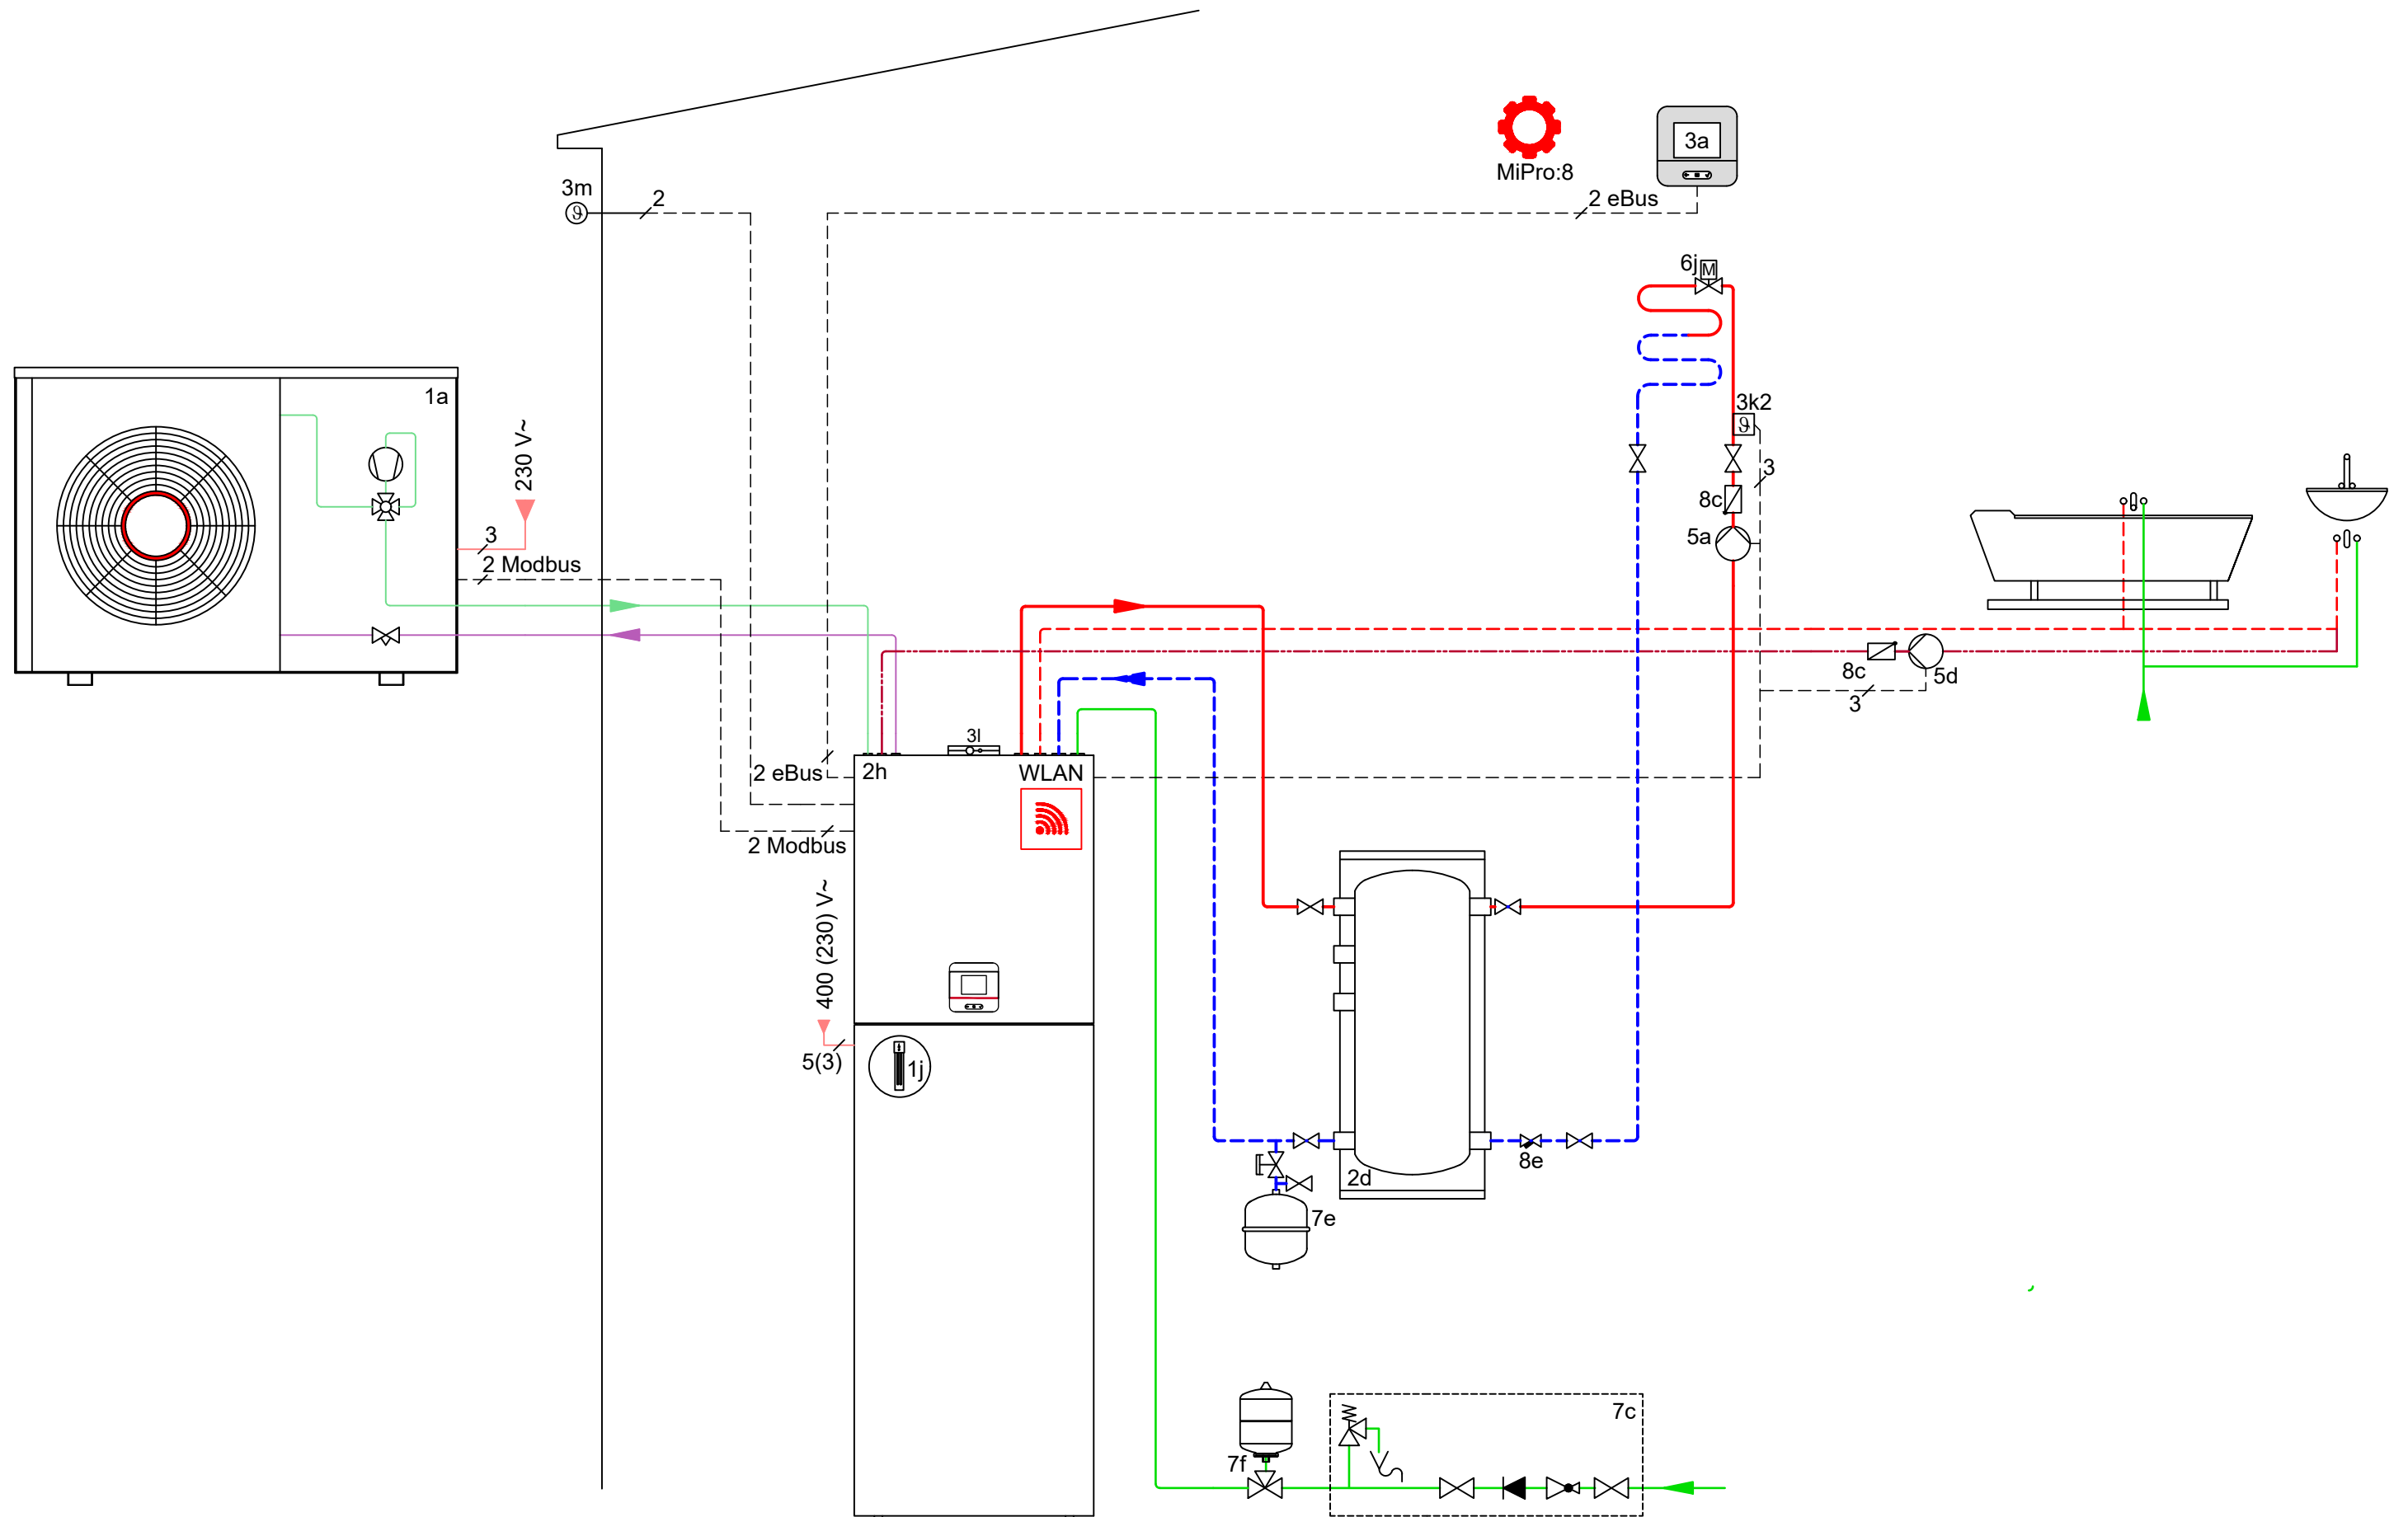 MiPro:8
3a
3m
2
2 eBus
6j
M
1a
3k2
230 V~
3
8c
3
5a
2 Modbus
8c
5d
3
3l
2 eBus
2h
WLAN
2 Modbus
400 (230) V~
5(3)
1j
8e
2d
7e
7c
7f